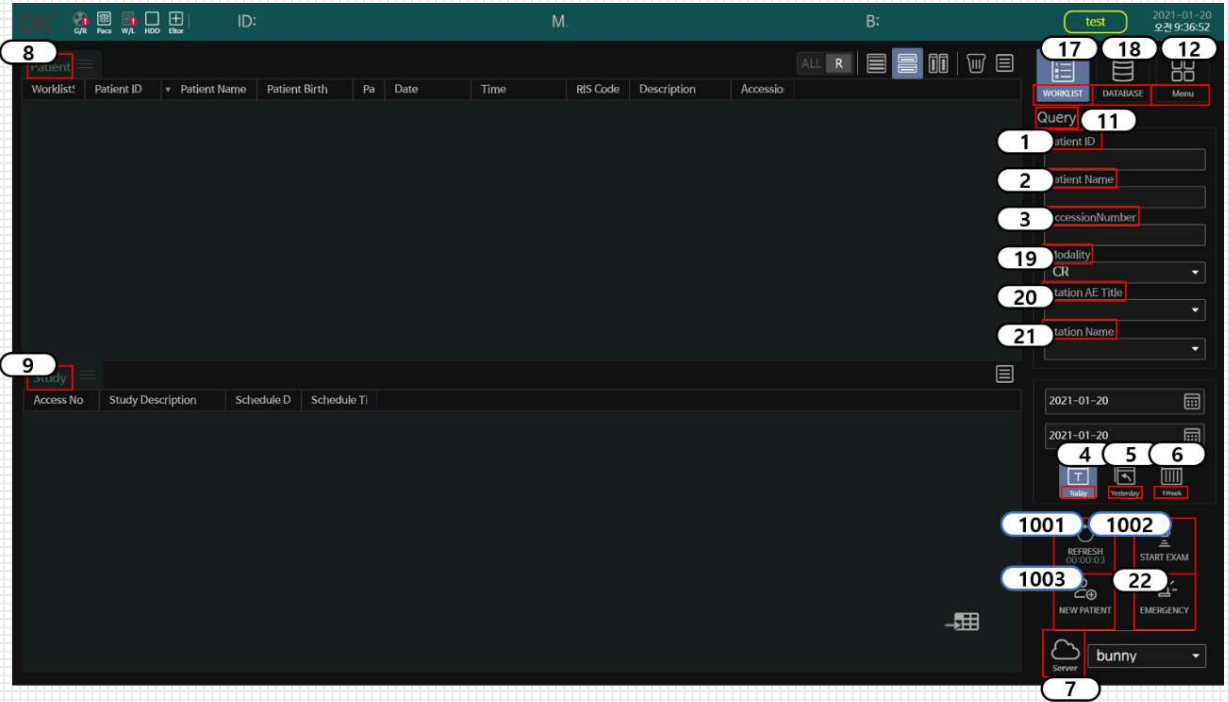 DK
G/R Pacs W/L HDD Eltor
ID: M. B:
test
2021-01-20
오전 9:36:52
8
17 18 12
Patient
ALL R
WorklistS Patient ID Patient Name Patient Birth Pa Date Time RIS Code Description Accessio
WORKLIST DATABASE Menu
Query 11
1 atient ID
2 atient Name
3 ccessionNumber
19 Modality
CR
20 tation AE Title
21 tation Name
9
Study
Access No Study Description Schedule D Schedule Ti
2021-01-20
2021-01-20
4 5 6
T
Today Yesterday 1Week
1001 1002
REFRESH START EXAM
00:00:03
1003 22
NEW PATIENT EMERGENCY
Server bunny
7